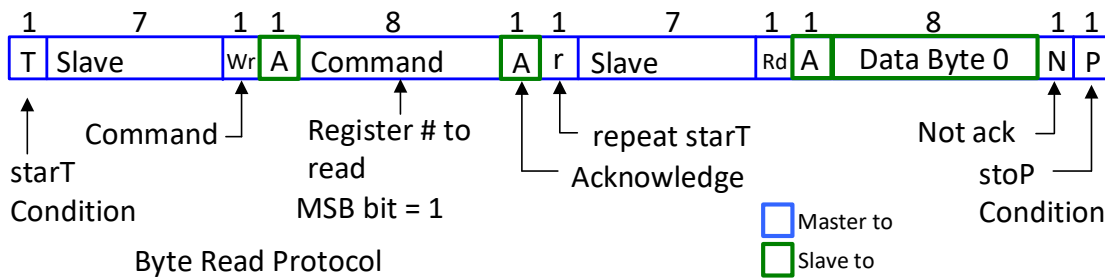 1 7 1 1 8 1 1 7 1 1 8 1 1
T Slave Wr A Command A r Slave Rd A Data Byte 0 N P
Command
Register # to
read
MSB bit = 1
repeat starT
Acknowledge
Not ack
starT
Condition
stoP
Condition
Master to
Slave to
Byte Read Protocol